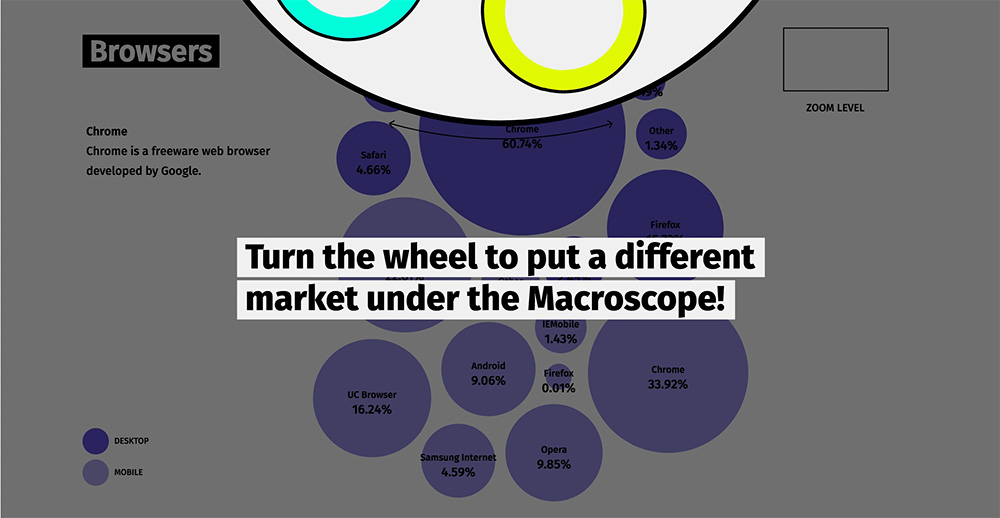 Browsers
ZOOM LEVEL
Chrome
Chrome is a freeware web browser
developed by Google.
Chrome
60.74%
Other
1.34%
Safari
4.66%
Firefox
Turn the wheel to put a different
market under the Macroscope!
IEMobile
1.43%
Android
9.06%
Firefox
0.01%
Chrome
33.92%
UC Browser
16.24%
Samsung Internet
4.59%
Opera
9.85%
DESKTOP
MOBILE